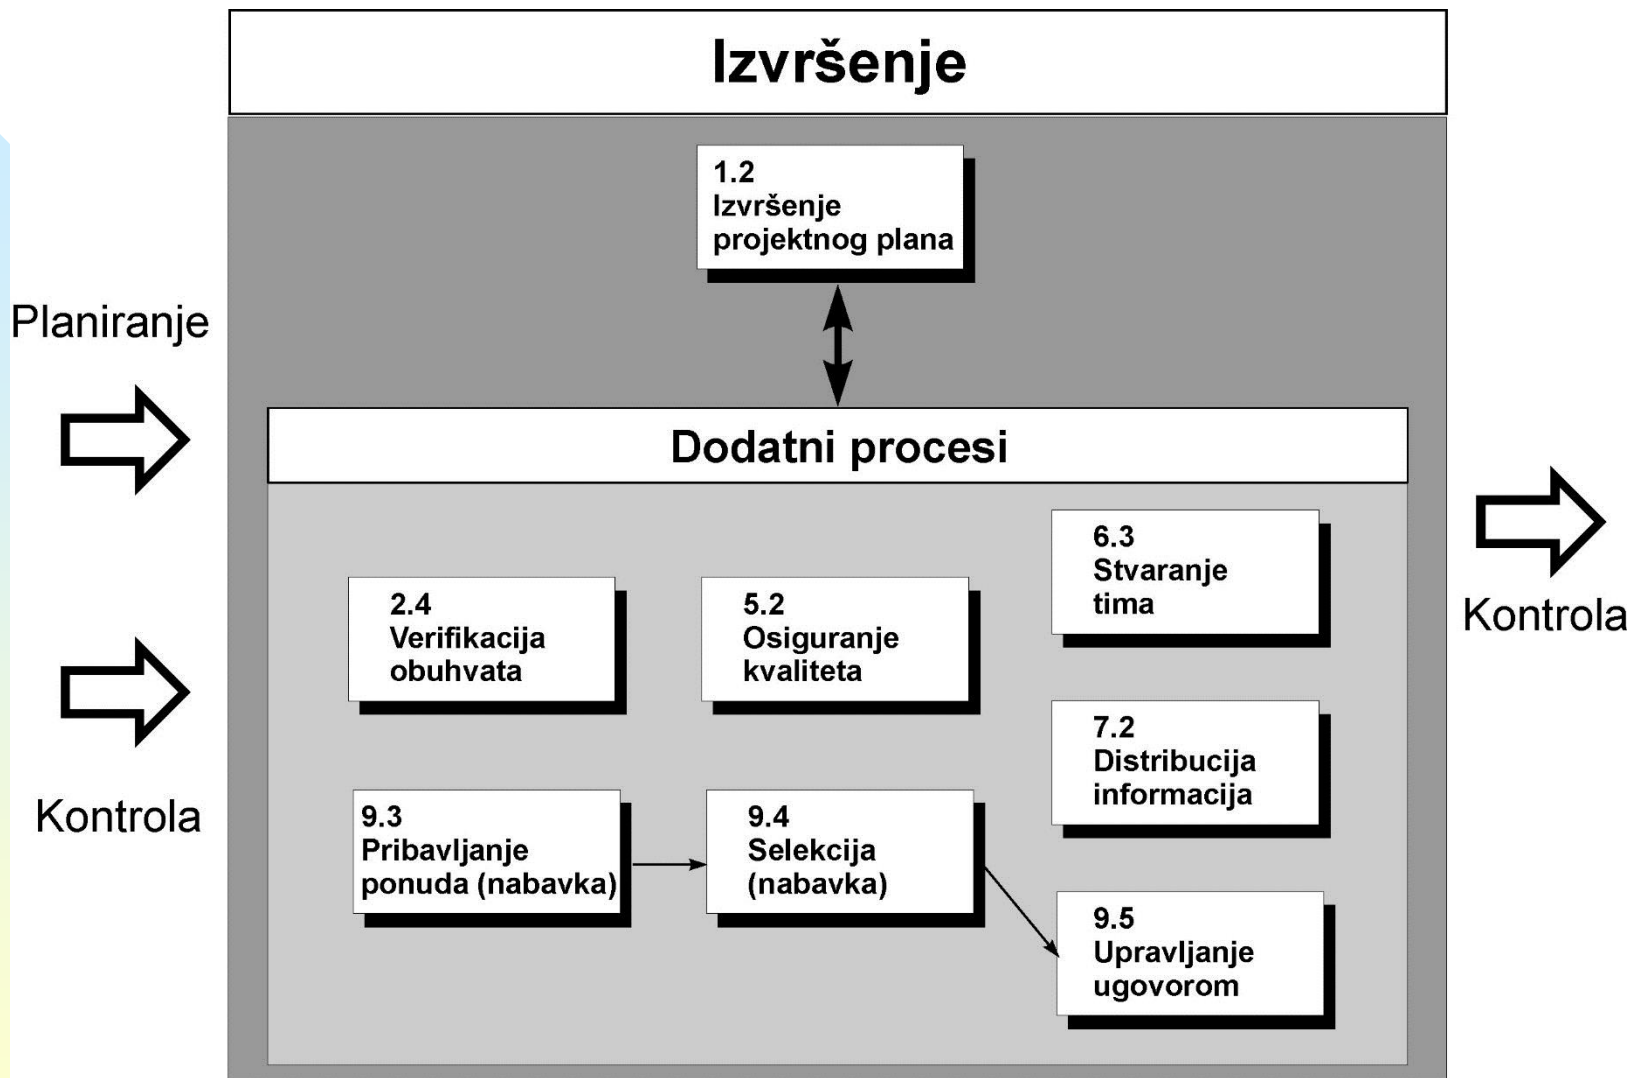 Izvršenje
1.2
Izvršenje
projektnog plana
Planiranje
Dodatni procesi
6.3
Stvaranje
tima
2.4
Verifikacija
obuhvata
5.2
Osiguranje
kvaliteta
Kontrola
7.2
Distribucija
informacija
Kontrola
9.3
Pribavljanje
ponuda (nabavka)
9.4
Selekcija
(nabavka)
9.5
Upravljanje
ugovorom